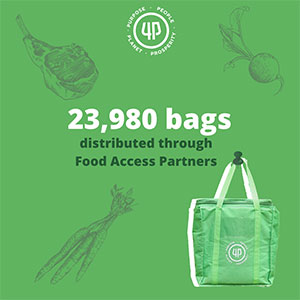 PURPOSE · PEOPLE
4P
PLANET · PROSPERITY
23,980 bags
distributed through
Food Access Partners
4P